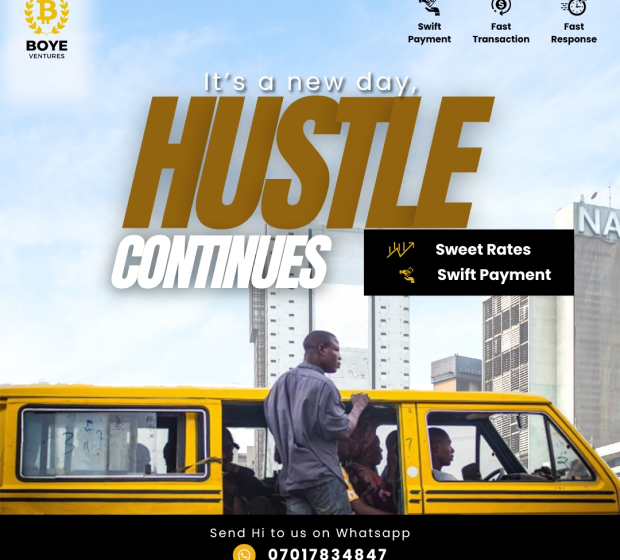 BOYE
VENTURES
Swift
Payment
Fast
Transaction
Fast
Response
It's a new day,
HUSTLE
CONTINUES
Sweet Rates
Swift Payment
NA
Send Hi to us on Whatsapp
07017834847